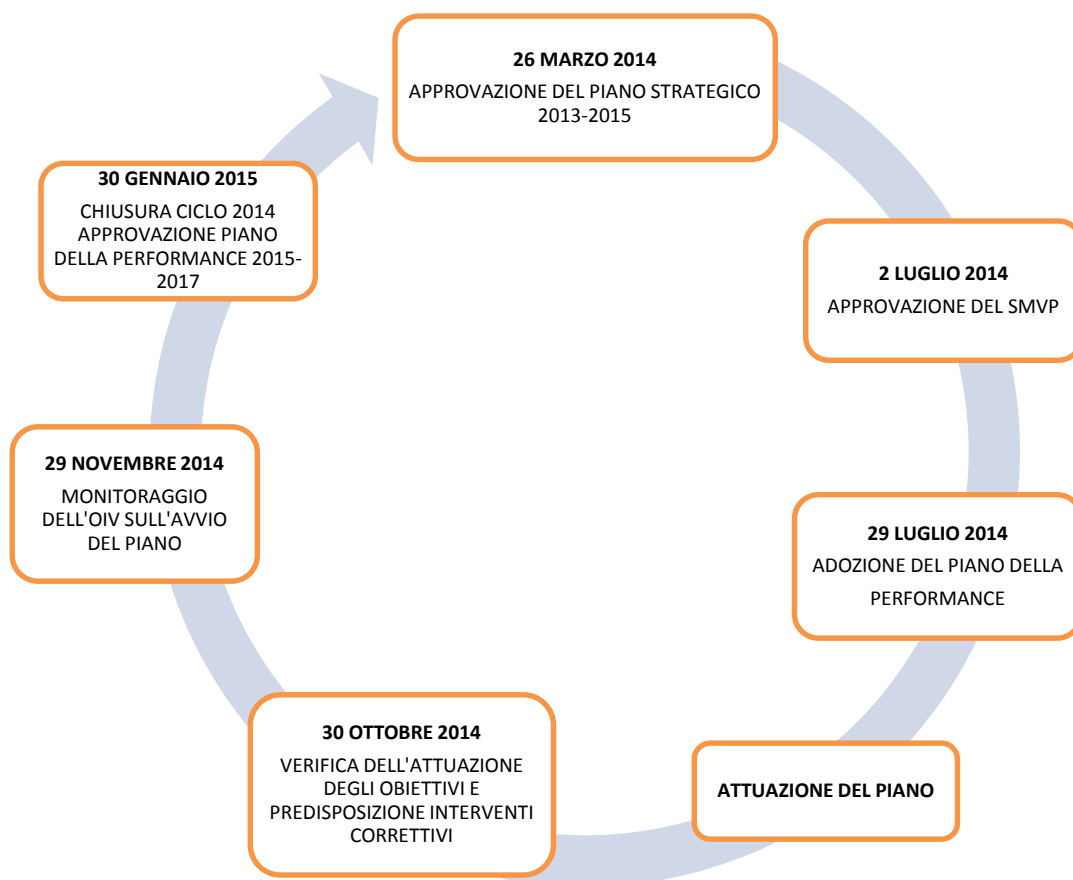 26 MARZO 2014
APPROVAZIONE DEL PIANO STRATEGICO
2013-2015
2 LUGLIO 2014
APPROVAZIONE DEL SMVP
29 LUGLIO 2014
ADOZIONE DEL PIANO DELLA
PERFORMANCE
ATTUAZIONE DEL PIANO
30 OTTOBRE 2014
VERIFICA DELL'ATTUAZIONE
DEGLI OBIETTIVI E
PREDISPOSIZIONE INTERVENTI
CORRETTIVI
29 NOVEMBRE 2014
MONITORAGGIO
DELL'OIV SULL'AVVIO
DEL PIANO
30 GENNAIO 2015
CHIUSURA CICLO 2014
APPROVAZIONE PIANO
DELLA PERFORMANCE 2015-
2017